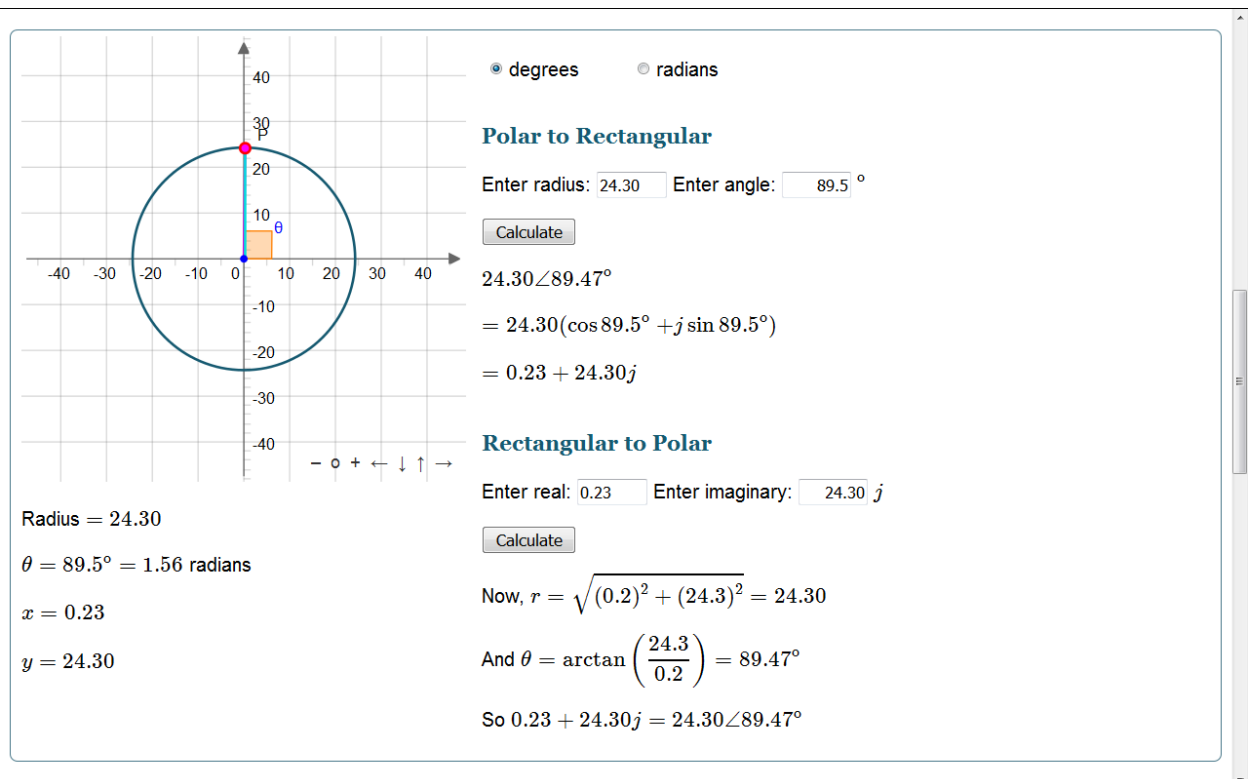 40
30
P
20
10
θ
-40 -30 -20 -10 0 10 20 30 40
-10
-20
-30
-40
− o + ← ↓ ↑ →
Radius = 24.30
θ = 89.5° = 1.56 radians
x = 0.23
y = 24.30
degrees radians
Polar to Rectangular
Enter radius: 24.30 Enter angle: 89.5 °
Calculate
24.30∠89.47°
= 24.30(cos 89.5° + j sin 89.5°)
= 0.23 + 24.30j
Rectangular to Polar
Enter real: 0.23 Enter imaginary: 24.30 j
Calculate
Now, r = √((0.2)² + (24.3)²) = 24.30
And θ = arctan(24.3/0.2) = 89.47°
So 0.23 + 24.30j = 24.30∠89.47°